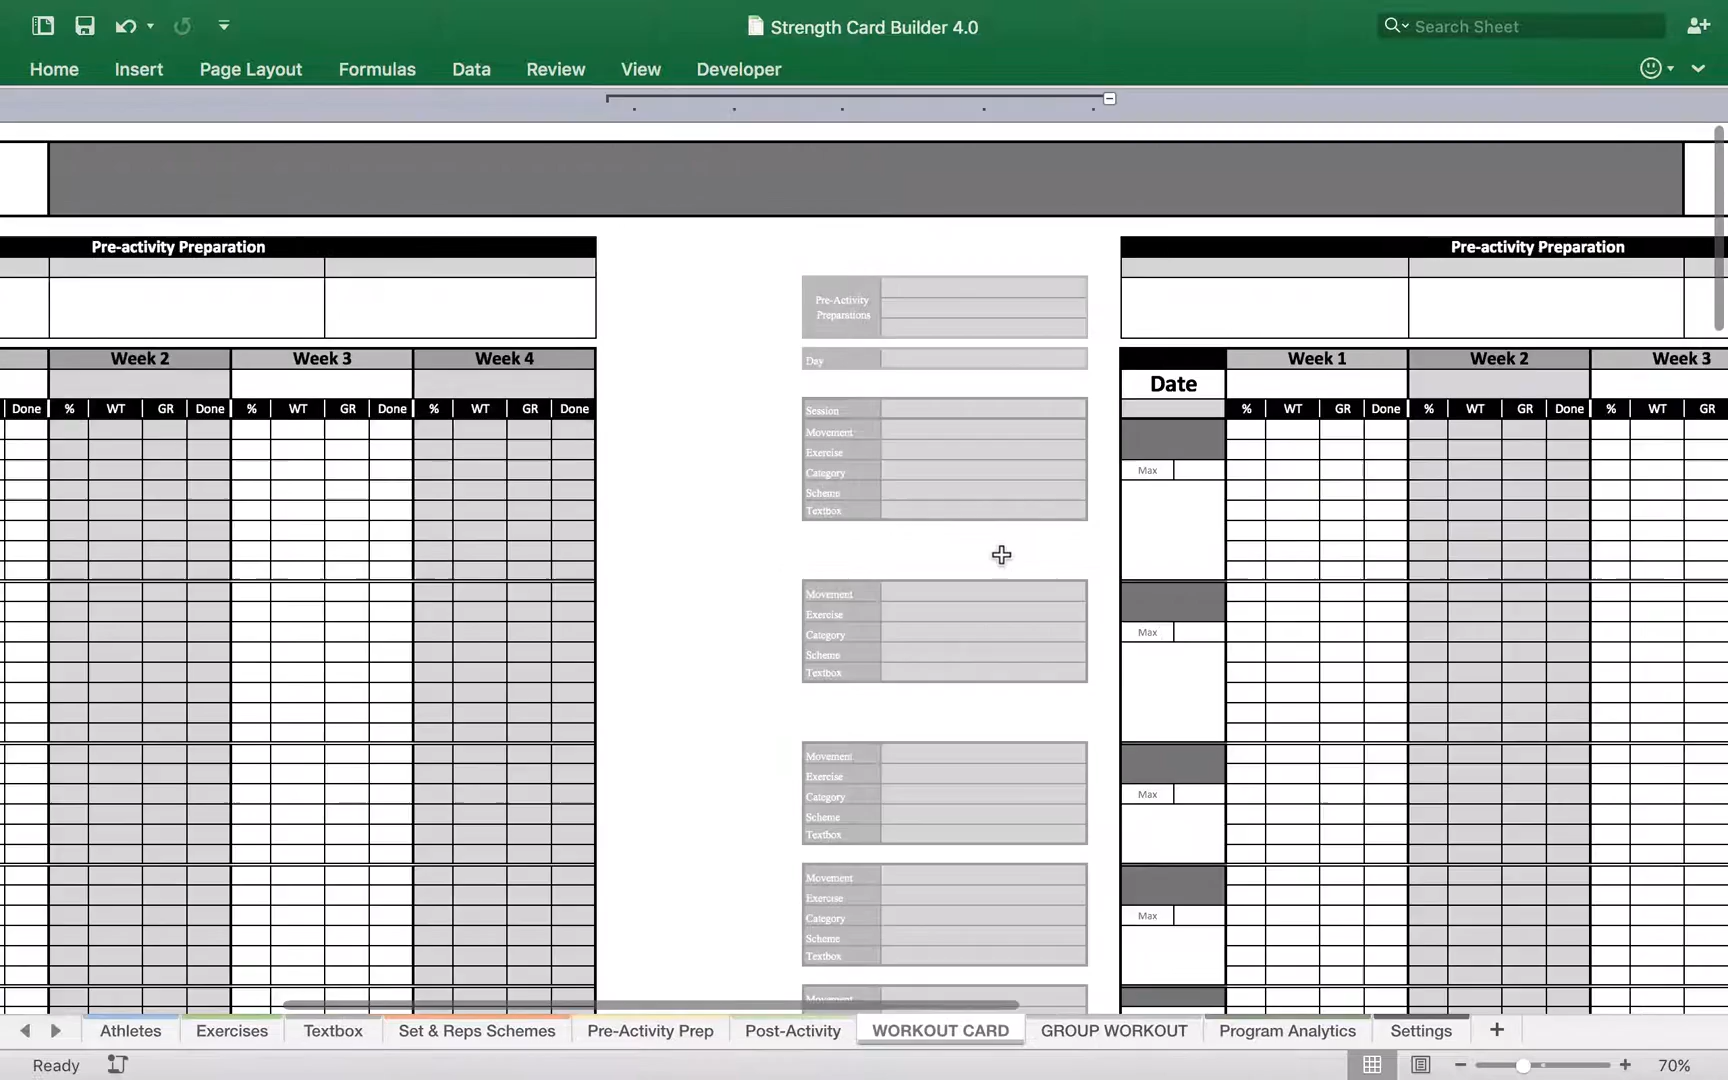 Strength Card Builder 4.0
Search Sheet
Home Insert Page Layout Formulas Data Review View Developer
Pre-activity Preparation
Pre-activity Preparation
Pre-Activity
Preparations
Week 2 Week 3 Week 4
Day
Week 1 Week 2 Week 3
Date
Done % WT GR Done % WT GR Done % WT GR Done
Session
% WT GR Done % WT GR Done % WT GR
Movement
Exercise
Category
Scheme
Textbox
Max
Movement
Exercise
Category
Scheme
Textbox
Max
Movement
Exercise
Category
Scheme
Textbox
Max
Movement
Exercise
Category
Scheme
Textbox
Max
Movement
Athletes Exercises Textbox Set & Reps Schemes Pre-Activity Prep Post-Activity WORKOUT CARD GROUP WORKOUT Program Analytics Settings
Ready 70%